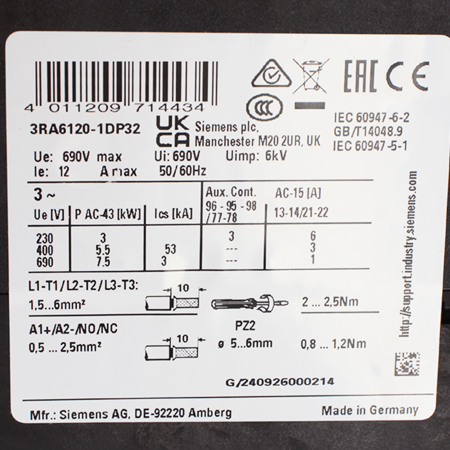 4 011209 714434
3RA6120-1DP32
UK
CA
Siemens plc,
Manchester M20 2UR, UK
EAC CE
CCC
IEC 60947-6-2
GB/T14048.9
IEC 60947-5-1
Ue: 690V max Ui: 690V Uimp: 6kV
Ie: 12 A max 50/60Hz
3 ~
Aux. Cont. AC-15 [A]
96 - 95 - 98 13-14/21-22
/77-78
Ue [V] P AC-43 [kW] Ics [kA]
230 3 3 6
400 5.5 53 3
690 7.5 3 1
L1-T1/L2-T2/L3-T3:
1,5...6mm² 10 2 ... 2,5Nm
A1+/A2-/NO/NC PZ2
0,5 ... 2,5mm² 10 ø 5...6mm 0,8 ... 1,2Nm
G/240926000214
Mfr.: Siemens AG, DE-92220 Amberg Made in Germany
http://support.industry.siemens.com